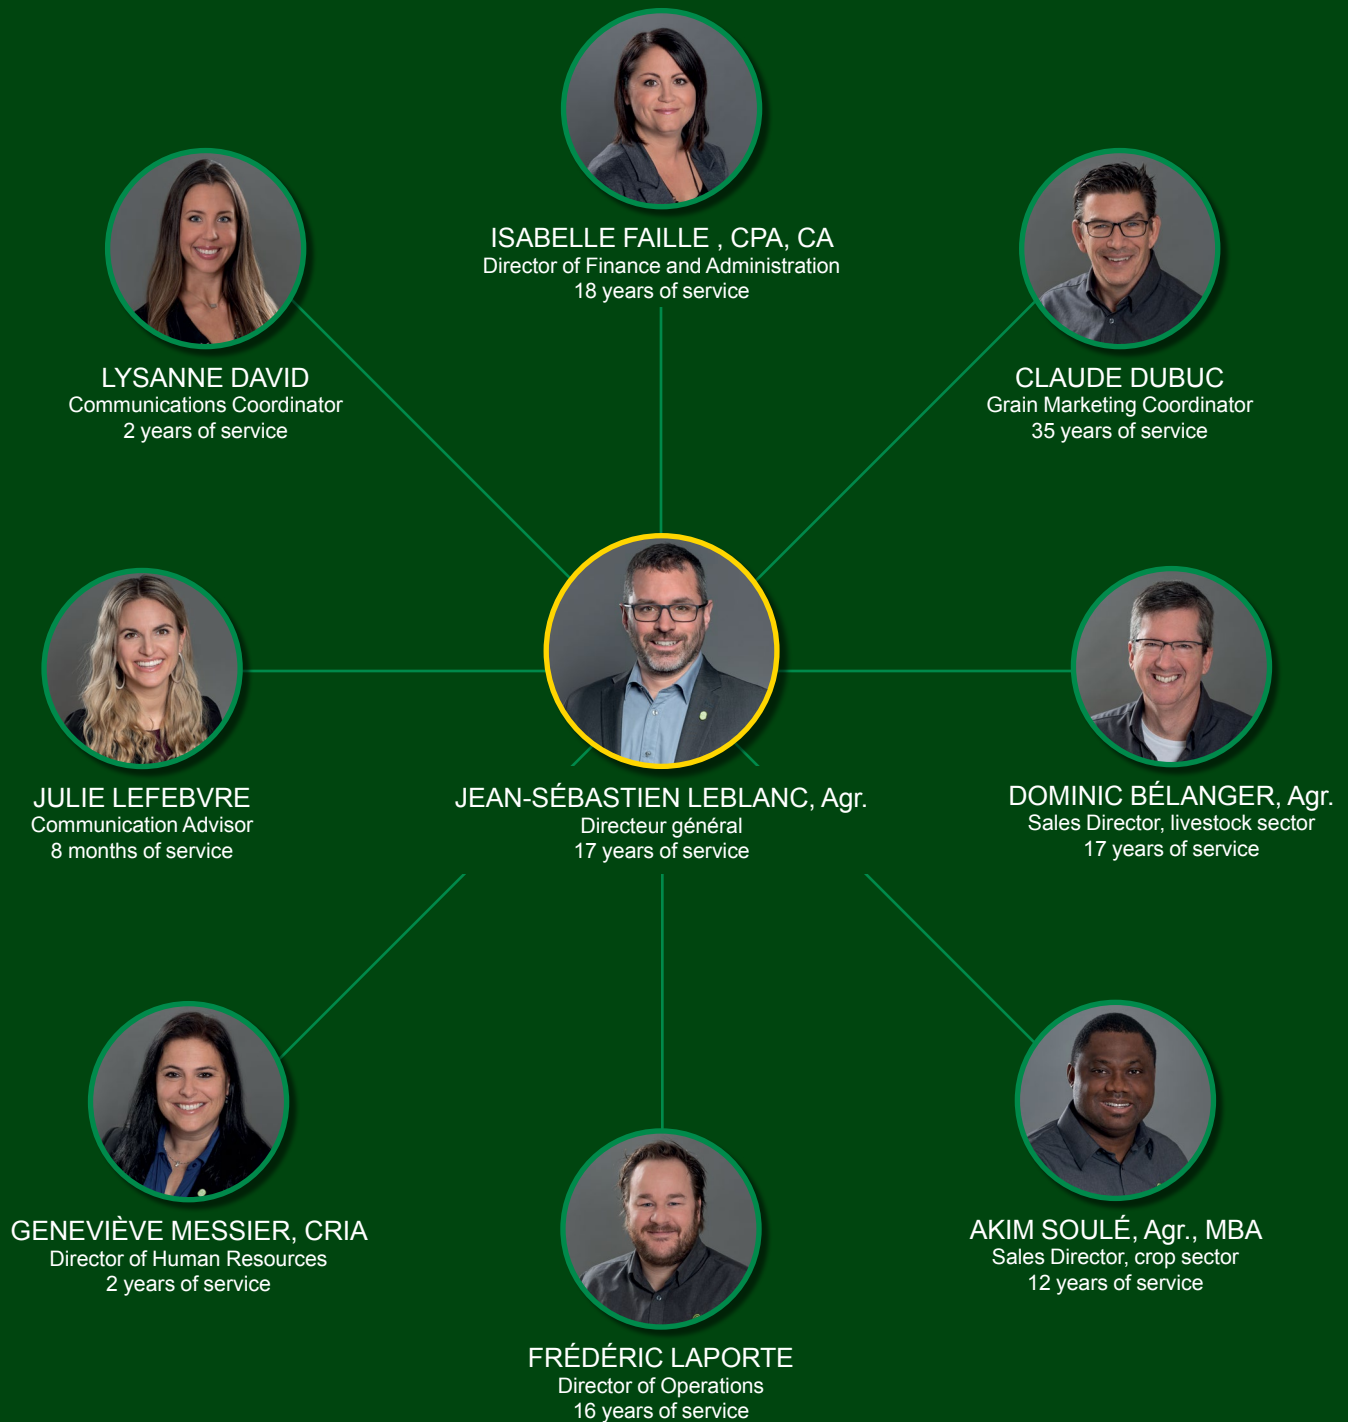 ISABELLE FAILLE , CPA, CA
Director of Finance and Administration
18 years of service
LYSANNE DAVID
Communications Coordinator
2 years of service
CLAUDE DUBUC
Grain Marketing Coordinator
35 years of service
JULIE LEFEBVRE
Communication Advisor
8 months of service
JEAN-SÉBASTIEN LEBLANC, Agr.
Directeur général
17 years of service
DOMINIC BÉLANGER, Agr.
Sales Director, livestock sector
17 years of service
GENEVIÈVE MESSIER, CRIA
Director of Human Resources
2 years of service
AKIM SOULÉ, Agr., MBA
Sales Director, crop sector
12 years of service
FRÉDÉRIC LAPORTE
Director of Operations
16 years of service